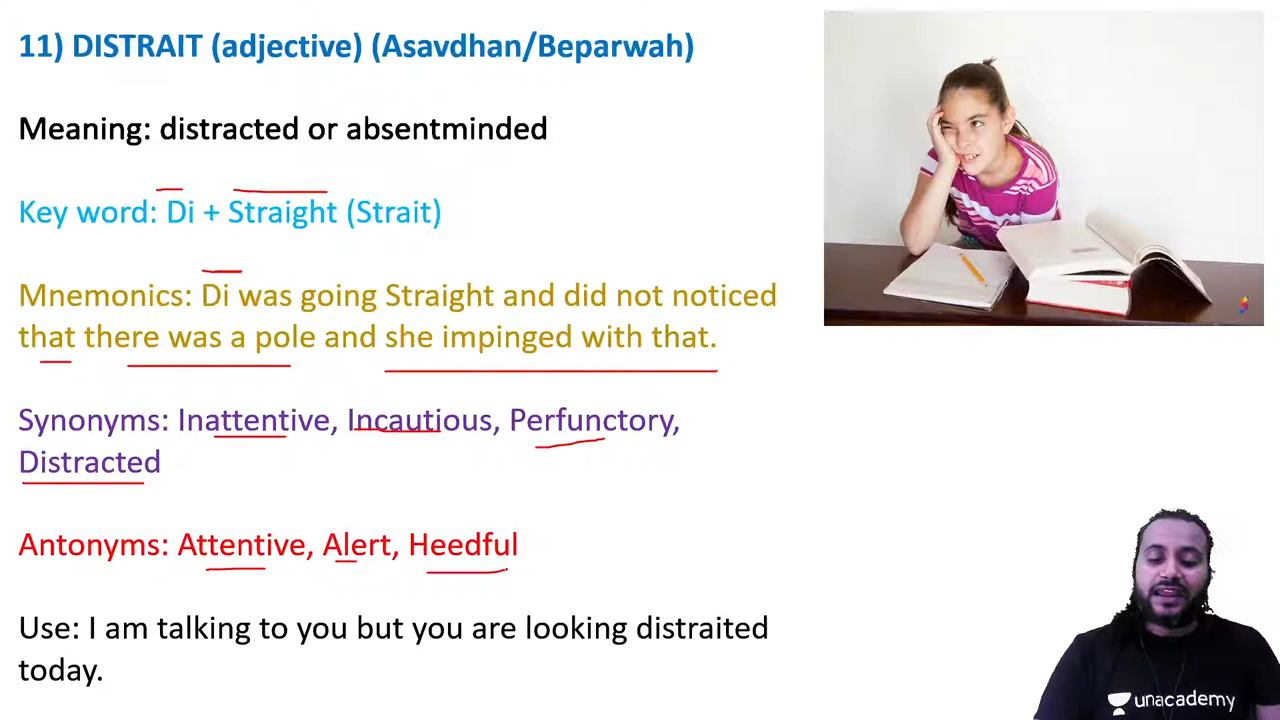 11) DISTRAIT (adjective) (Asavdhan/Beparwah)
Meaning: distracted or absentminded
Key word: Di + Straight (Strait)
Mnemonics: Di was going Straight and did not noticed
that there was a pole and she impinged with that.
Synonyms: Inattentive, Incautious, Perfunctory,
Distracted
Antonyms: Attentive, Alert, Heedful
Use: I am talking to you but you are looking distraited
today.
unacademy